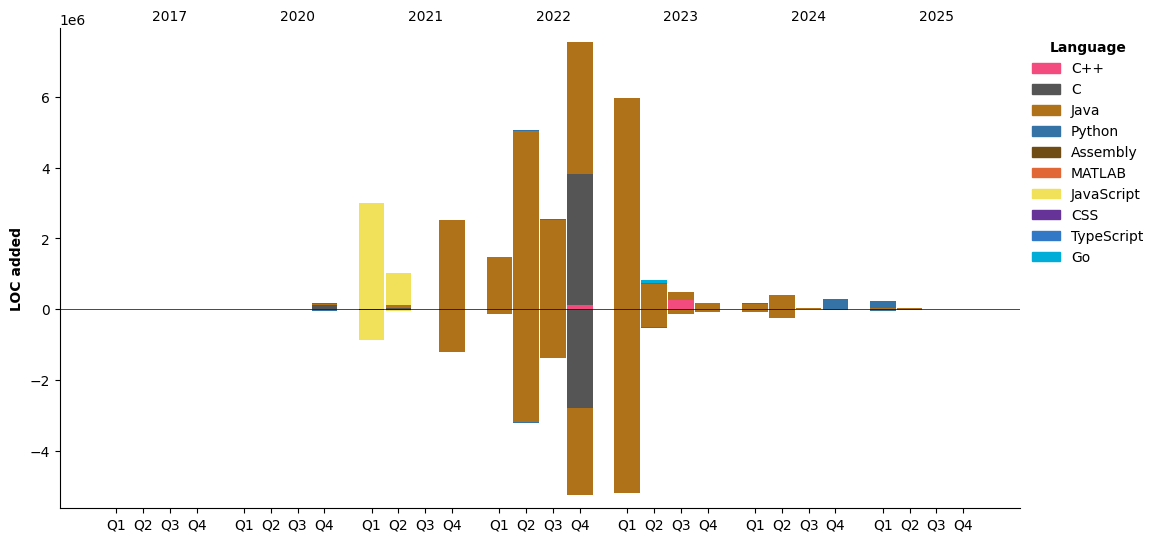 1e6
2017 2020 2021 2022 2023 2024 2025
LOC added
6
4
2
0
−2
−4
Q1 Q2 Q3 Q4 Q1 Q2 Q3 Q4 Q1 Q2 Q3 Q4 Q1 Q2 Q3 Q4 Q1 Q2 Q3 Q4 Q1 Q2 Q3 Q4 Q1 Q2 Q3 Q4
Language
C++
C
Java
Python
Assembly
MATLAB
JavaScript
CSS
TypeScript
Go